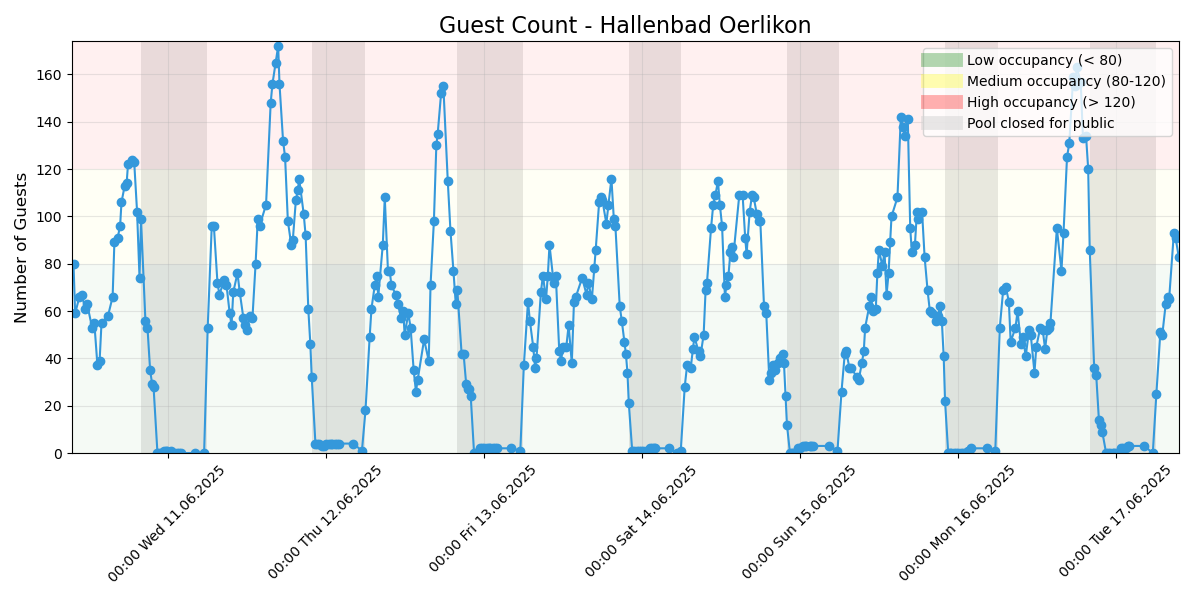 Guest Count - Hallenbad Oerlikon
Number of Guests
160
140
120
100
80
60
40
20
0
Low occupancy (< 80)
Medium occupancy (80-120)
High occupancy (> 120)
Pool closed for public
00:00 Wed 11.06.2025
00:00 Thu 12.06.2025
00:00 Fri 13.06.2025
00:00 Sat 14.06.2025
00:00 Sun 15.06.2025
00:00 Mon 16.06.2025
00:00 Tue 17.06.2025